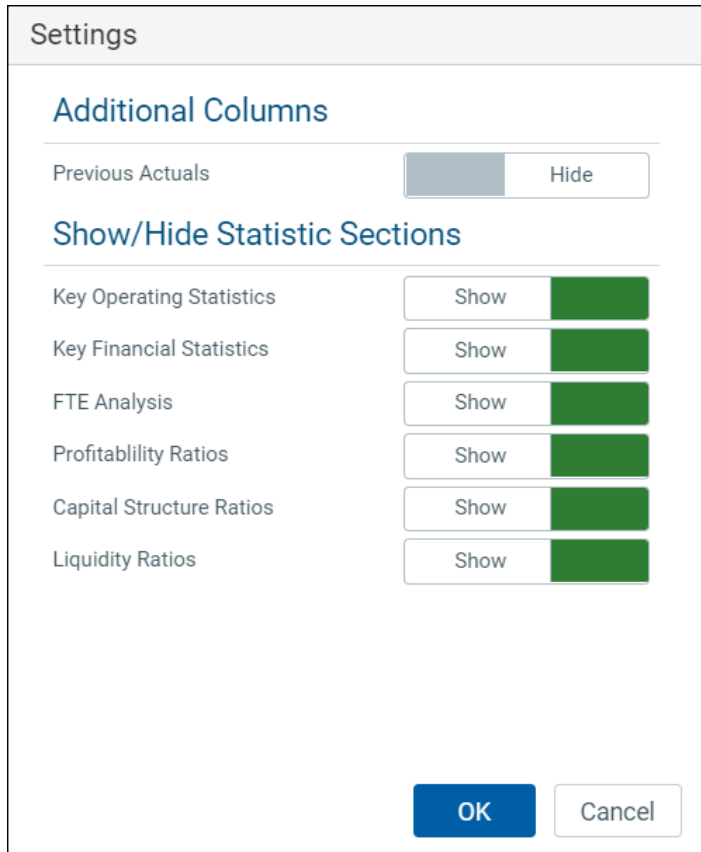 Settings
Additional Columns
Previous Actuals Hide
Show/Hide Statistic Sections
Key Operating Statistics Show
Key Financial Statistics Show
FTE Analysis Show
Profitablility Ratios Show
Capital Structure Ratios Show
Liquidity Ratios Show
OK Cancel